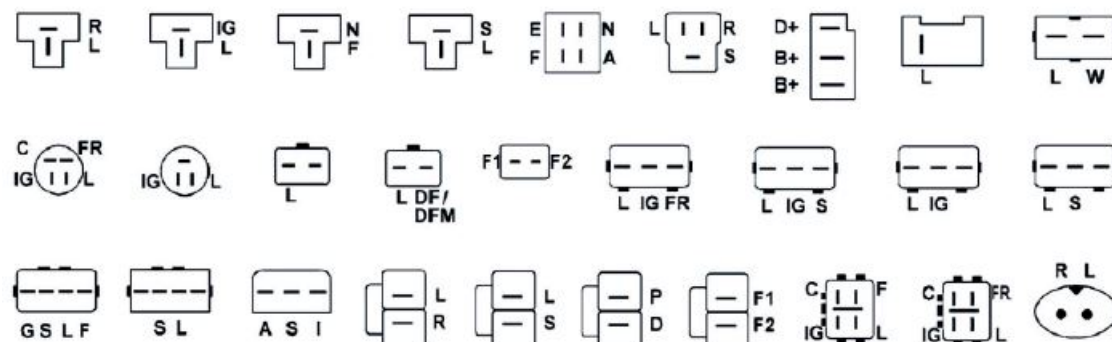 R IG N S E N L R D+
L L F L F A S B+ L L W
B+
C FR F1 F2
IG L IG L L L DF/ L IG FR L IG S L IG L S
DFM
R L
L L P F1 C F C FR
R S D F2 IG L IG L
G S L F S L A S I